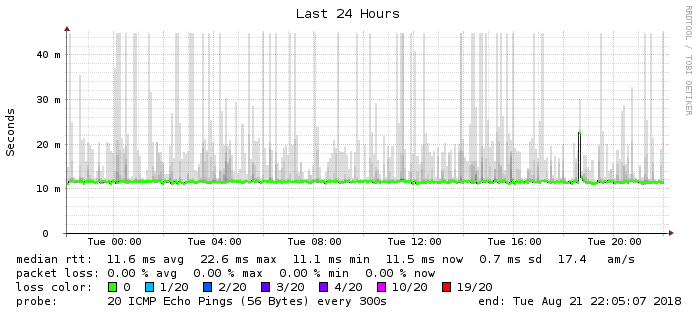 Last 24 Hours
RRDTOOL / TOBI OETIKER
Seconds
40 m
30 m
20 m
10 m
0
Tue 00:00 Tue 04:00 Tue 08:00 Tue 12:00 Tue 16:00 Tue 20:00
median rtt: 11.6 ms avg 22.6 ms max 11.1 ms min 11.5 ms now 0.7 ms sd 17.4 am/s
packet loss: 0.00 % avg 0.00 % max 0.00 % min 0.00 % now
loss color: 0 1/20 2/20 3/20 4/20 10/20 19/20
probe: 20 ICMP Echo Pings (56 Bytes) every 300s end: Tue Aug 21 22:05:07 2018